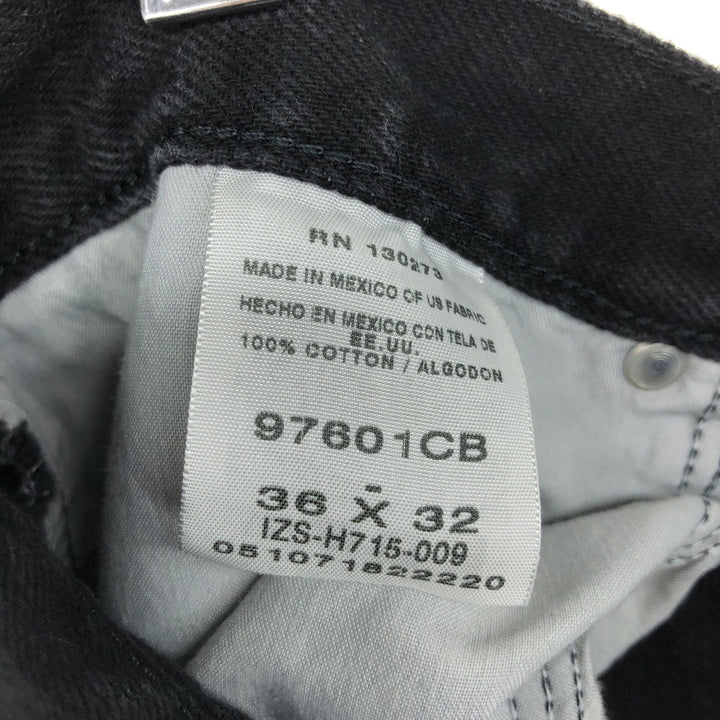 RN 130273
MADE IN MEXICO OF US FABRIC
HECHO EN MEXICO CON TELA DE
EE.UU.
100% COTTON / ALGODON
97601CB
-
36 X 32
IZS-H715-009
051071822220